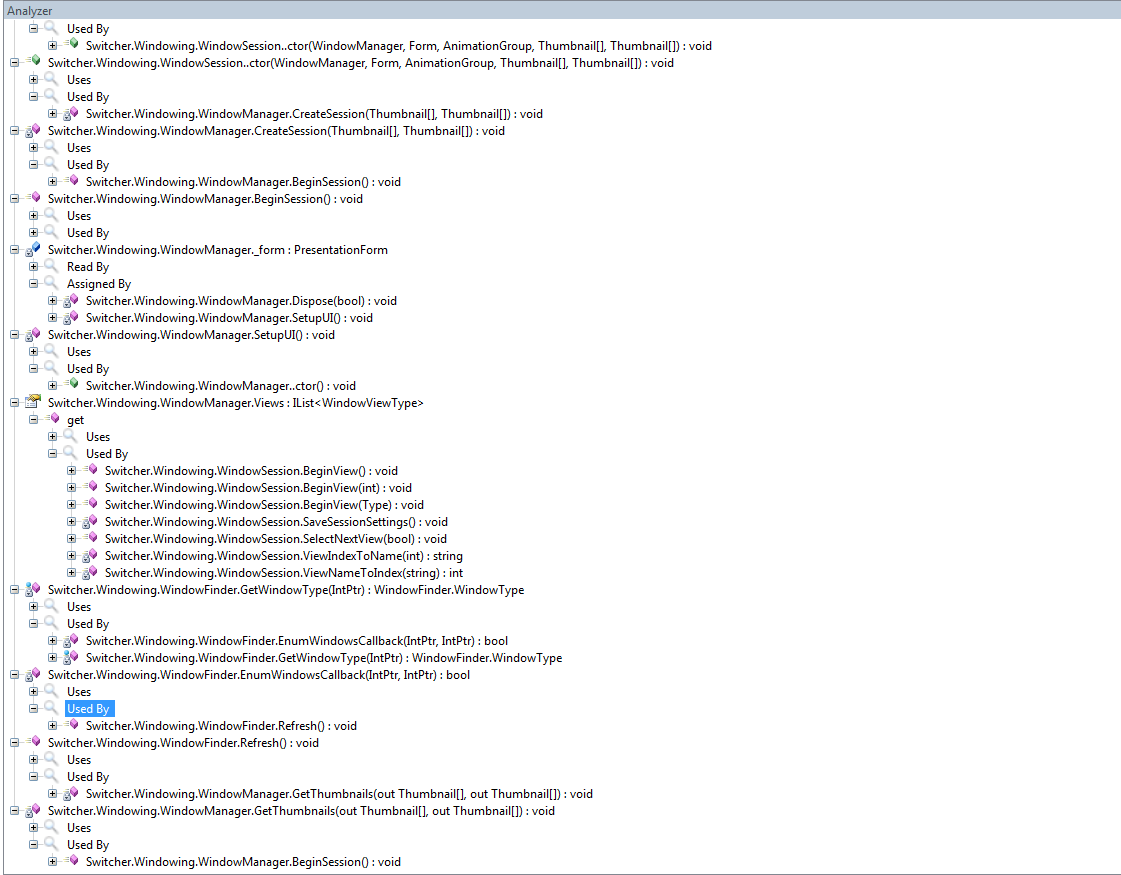 Analyzer
Used By
Switcher.Windowing.WindowSession..ctor(WindowManager, Form, AnimationGroup, Thumbnail[], Thumbnail[]) : void
Switcher.Windowing.WindowSession..ctor(WindowManager, Form, AnimationGroup, Thumbnail[], Thumbnail[]) : void
Uses
Used By
Switcher.Windowing.WindowManager.CreateSession(Thumbnail[], Thumbnail[]) : void
Switcher.Windowing.WindowManager.CreateSession(Thumbnail[], Thumbnail[]) : void
Uses
Used By
Switcher.Windowing.WindowManager.BeginSession() : void
Switcher.Windowing.WindowManager.BeginSession() : void
Uses
Used By
Switcher.Windowing.WindowManager._form : PresentationForm
Read By
Assigned By
Switcher.Windowing.WindowManager.Dispose(bool) : void
Switcher.Windowing.WindowManager.SetupUI() : void
Switcher.Windowing.WindowManager.SetupUI() : void
Uses
Used By
Switcher.Windowing.WindowManager..ctor() : void
Switcher.Windowing.WindowManager.Views : IList<WindowViewType>
get
Uses
Used By
Switcher.Windowing.WindowSession.BeginView() : void
Switcher.Windowing.WindowSession.BeginView(int) : void
Switcher.Windowing.WindowSession.BeginView(Type) : void
Switcher.Windowing.WindowSession.SaveSessionSettings() : void
Switcher.Windowing.WindowSession.SelectNextView(bool) : void
Switcher.Windowing.WindowSession.ViewIndexToName(int) : string
Switcher.Windowing.WindowSession.ViewNameToIndex(string) : int
Switcher.Windowing.WindowFinder.GetWindowType(IntPtr) : WindowFinder.WindowType
Uses
Used By
Switcher.Windowing.WindowFinder.EnumWindowsCallback(IntPtr, IntPtr) : bool
Switcher.Windowing.WindowFinder.GetWindowType(IntPtr) : WindowFinder.WindowType
Switcher.Windowing.WindowFinder.EnumWindowsCallback(IntPtr, IntPtr) : bool
Uses
Used By
Switcher.Windowing.WindowFinder.Refresh() : void
Switcher.Windowing.WindowFinder.Refresh() : void
Uses
Used By
Switcher.Windowing.WindowManager.GetThumbnails(out Thumbnail[], out Thumbnail[]) : void
Switcher.Windowing.WindowManager.GetThumbnails(out Thumbnail[], out Thumbnail[]) : void
Uses
Used By
Switcher.Windowing.WindowManager.BeginSession() : void